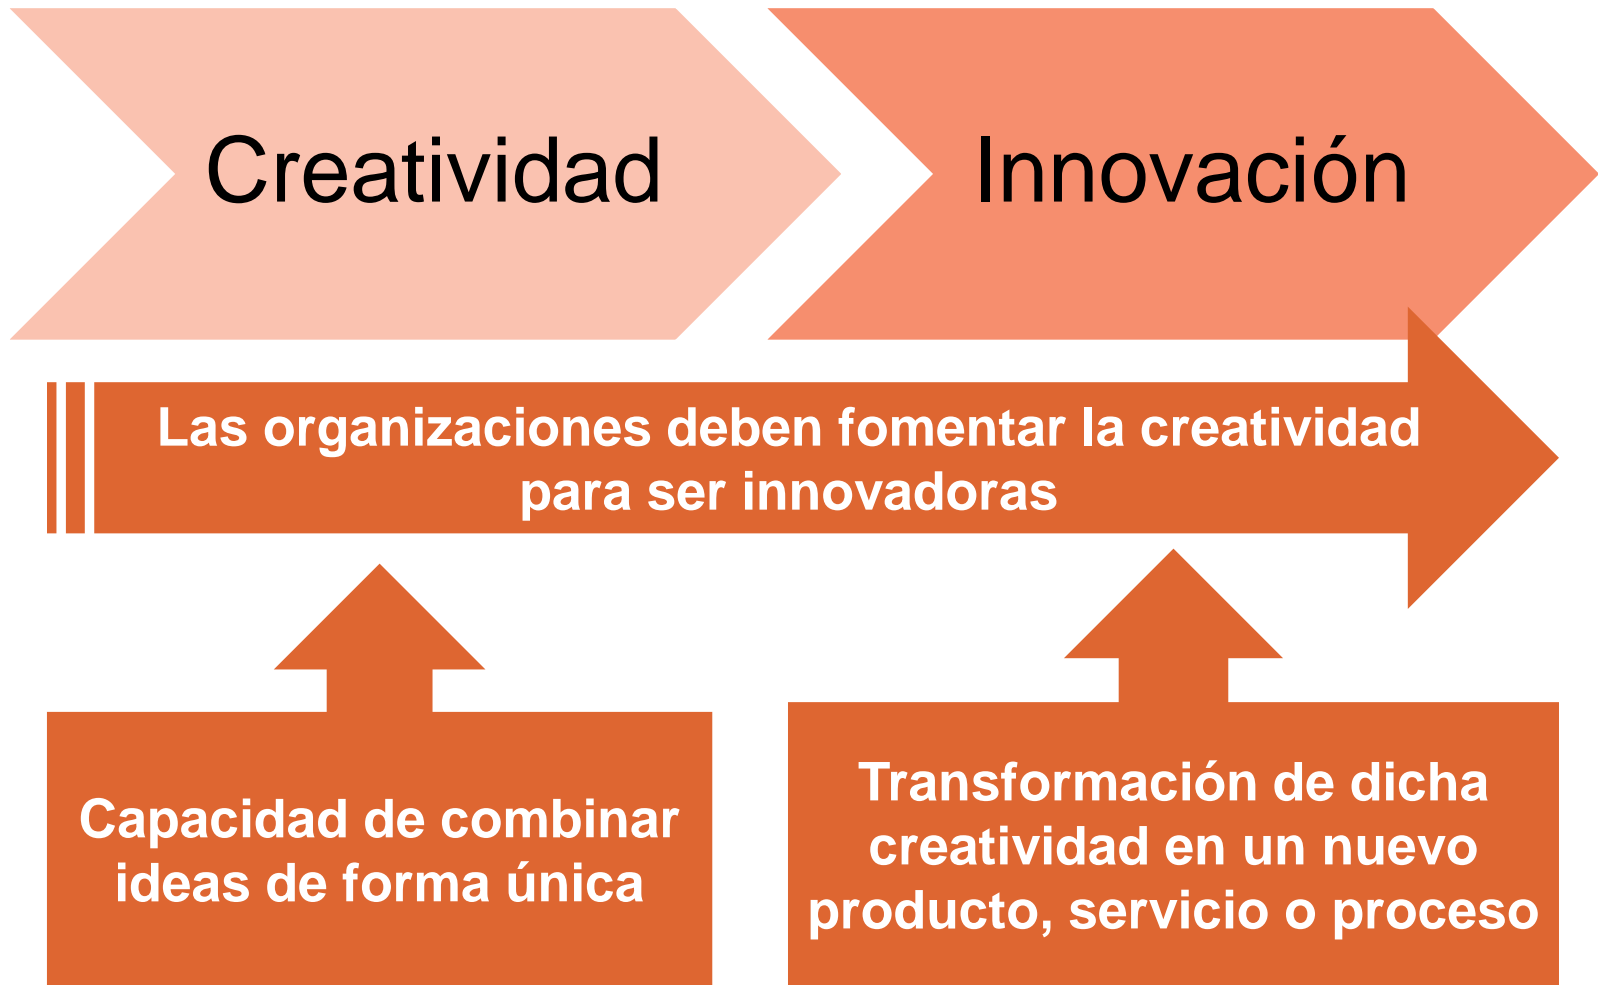 Creatividad
Innovación
Las organizaciones deben fomentar la creatividad
para ser innovadoras
Capacidad de combinar
ideas de forma única
Transformación de dicha
creatividad en un nuevo
producto, servicio o proceso